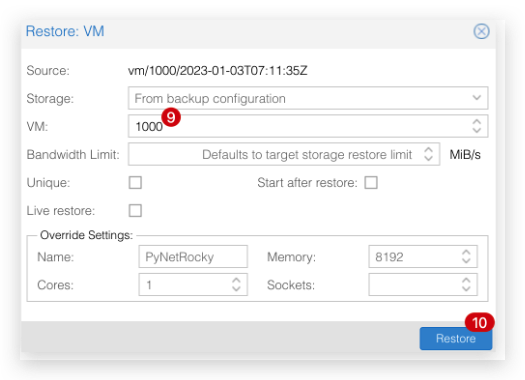 Restore: VM
Source: vm/1000/2023-01-03T07:11:35Z
Storage: From backup configuration
VM: 1000 9
Bandwidth Limit: Defaults to target storage restore limit MiB/s
Unique: Start after restore:
Live restore:
Override Settings:
Name: PyNetRocky Memory: 8192
Cores: 1 Sockets:
10
Restore